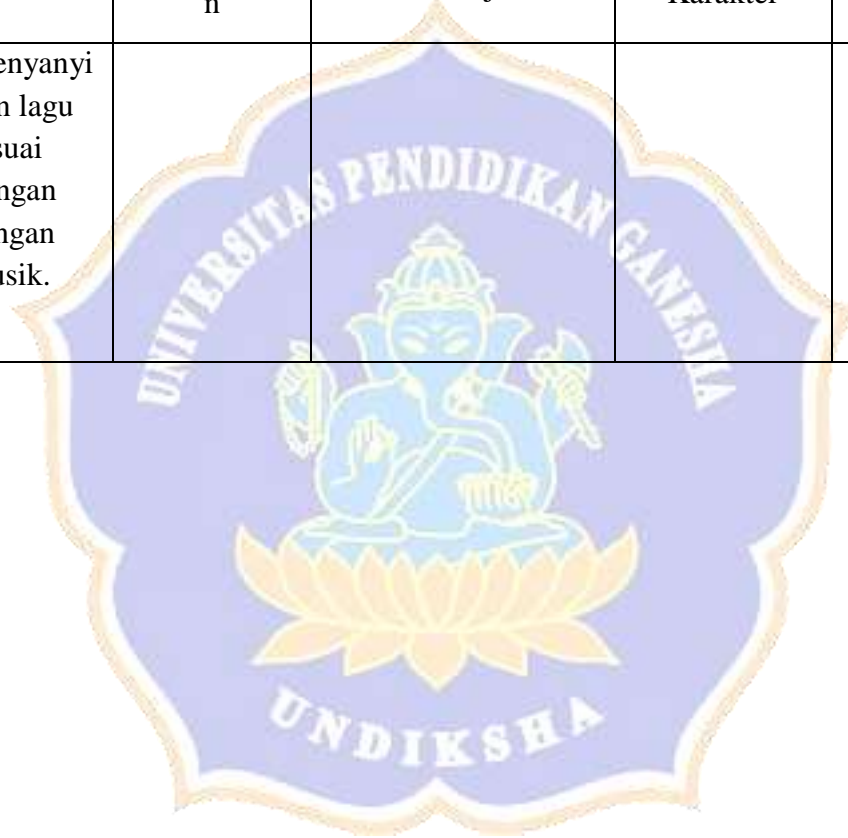 n
Karakter
enyanyi
n lagu
suai
ngan
ngan
usik.
UNIVERSITAS PENDIDIKAN GANESHA
UNDIKSHA